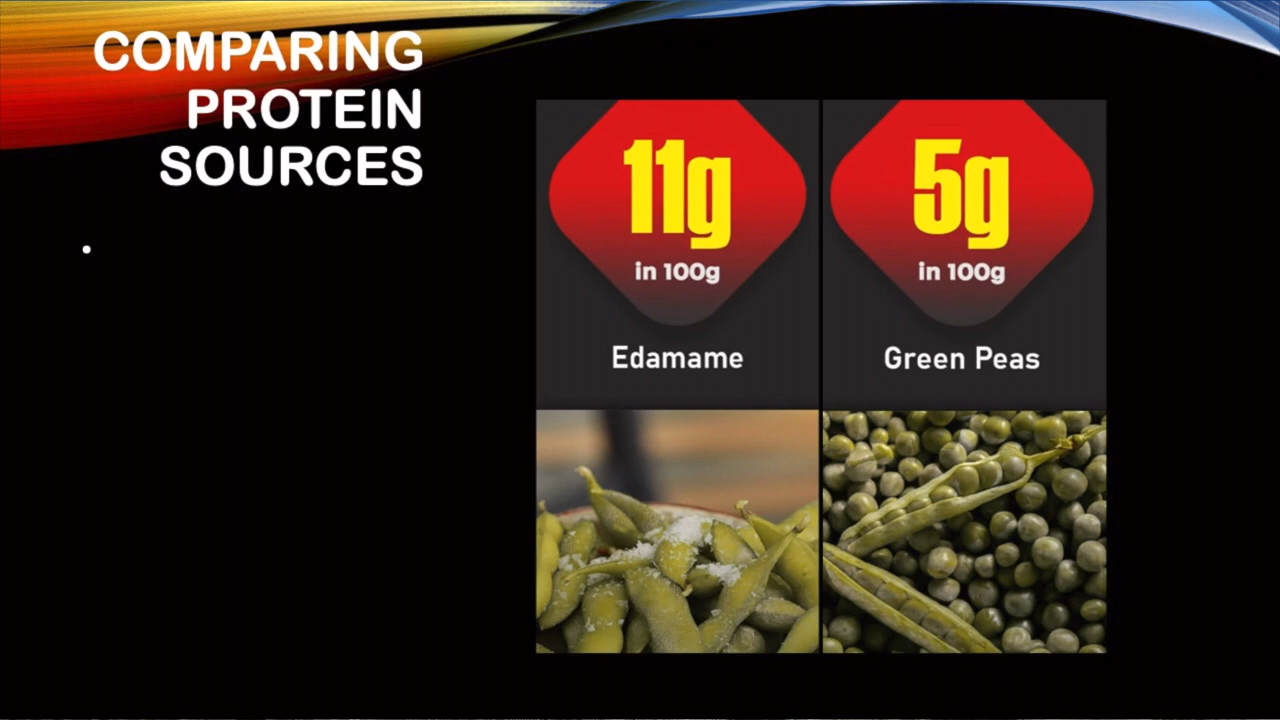 COMPARING
PROTEIN
SOURCES
•
11g
in 100g
Edamame
5g
in 100g
Green Peas